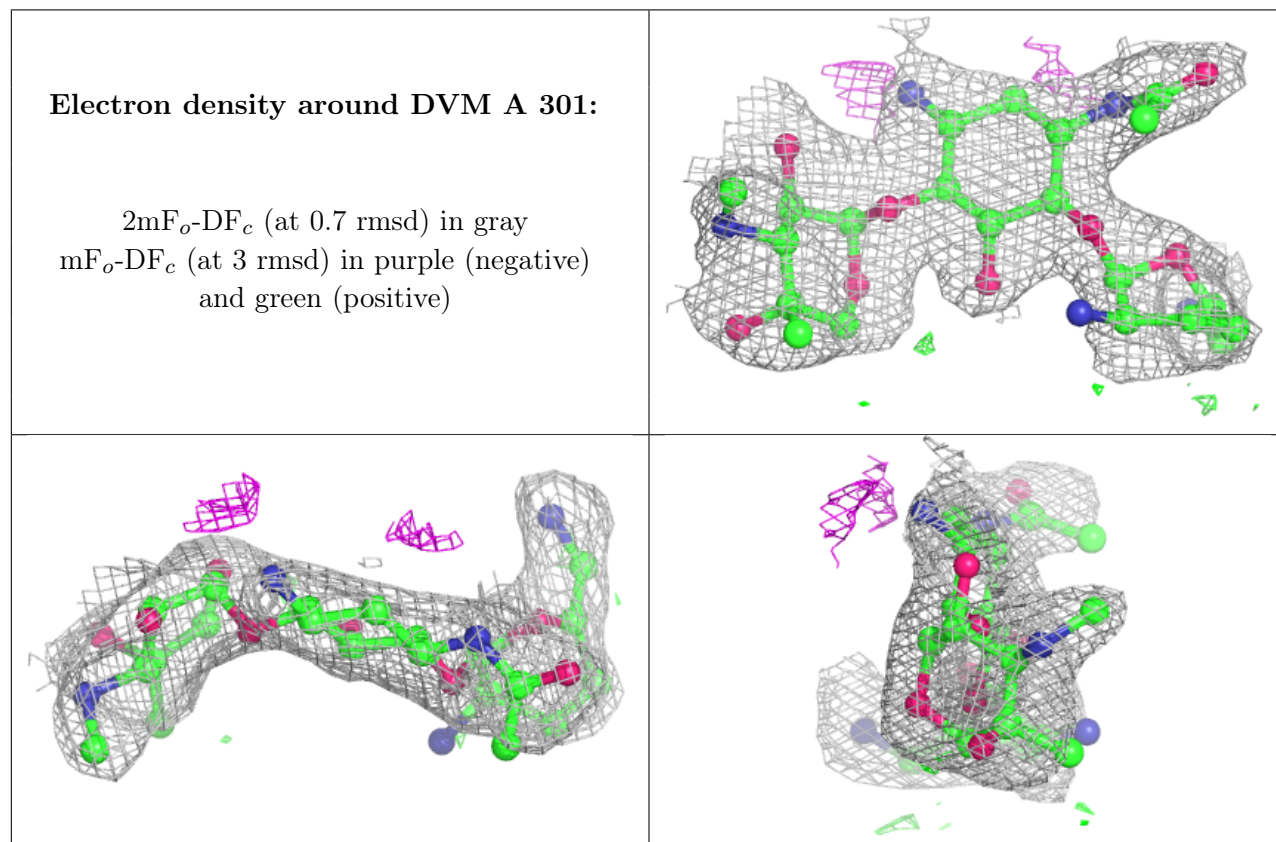 Electron density around DVM A 301:
2mFₒ-DF𝑐 (at 0.7 rmsd) in gray
mFₒ-DF𝑐 (at 3 rmsd) in purple (negative)
and green (positive)